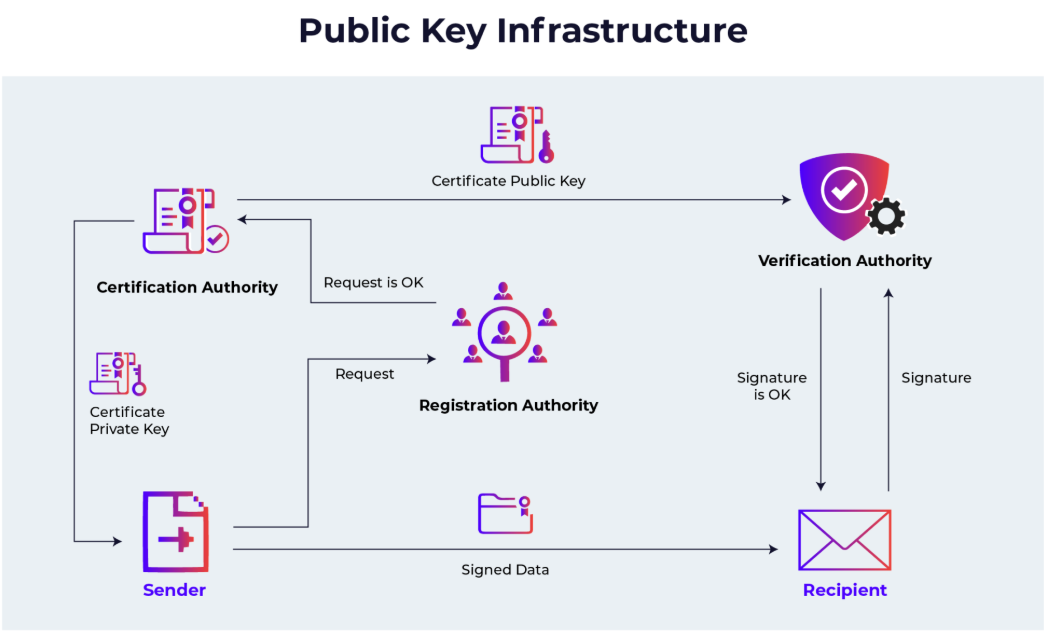 Public Key Infrastructure
Certificate Public Key
Verification Authority
Certification Authority
Request is OK
Request
Registration Authority
Signature
is OK
Signature
Certificate
Private Key
Signed Data
Sender
Recipient